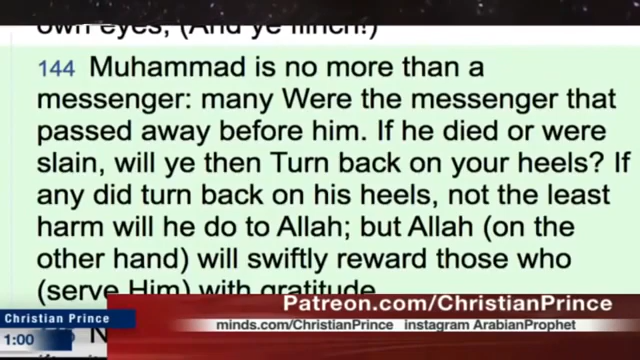 own eyes, (And ye flinch!)
144 Muhammad is no more than a
messenger: many Were the messenger that
passed away before him. If he died or were
slain, will ye then Turn back on your heels? If
any did turn back on his heels, not the least
harm will he do to Allah; but Allah (on the
other hand) will swiftly reward those who
(serve Him) with gratitude
Patreon.com/ChristianPrince
Christian Prince
minds.com/ChristianPrince instagram ArabianProphet
1:00